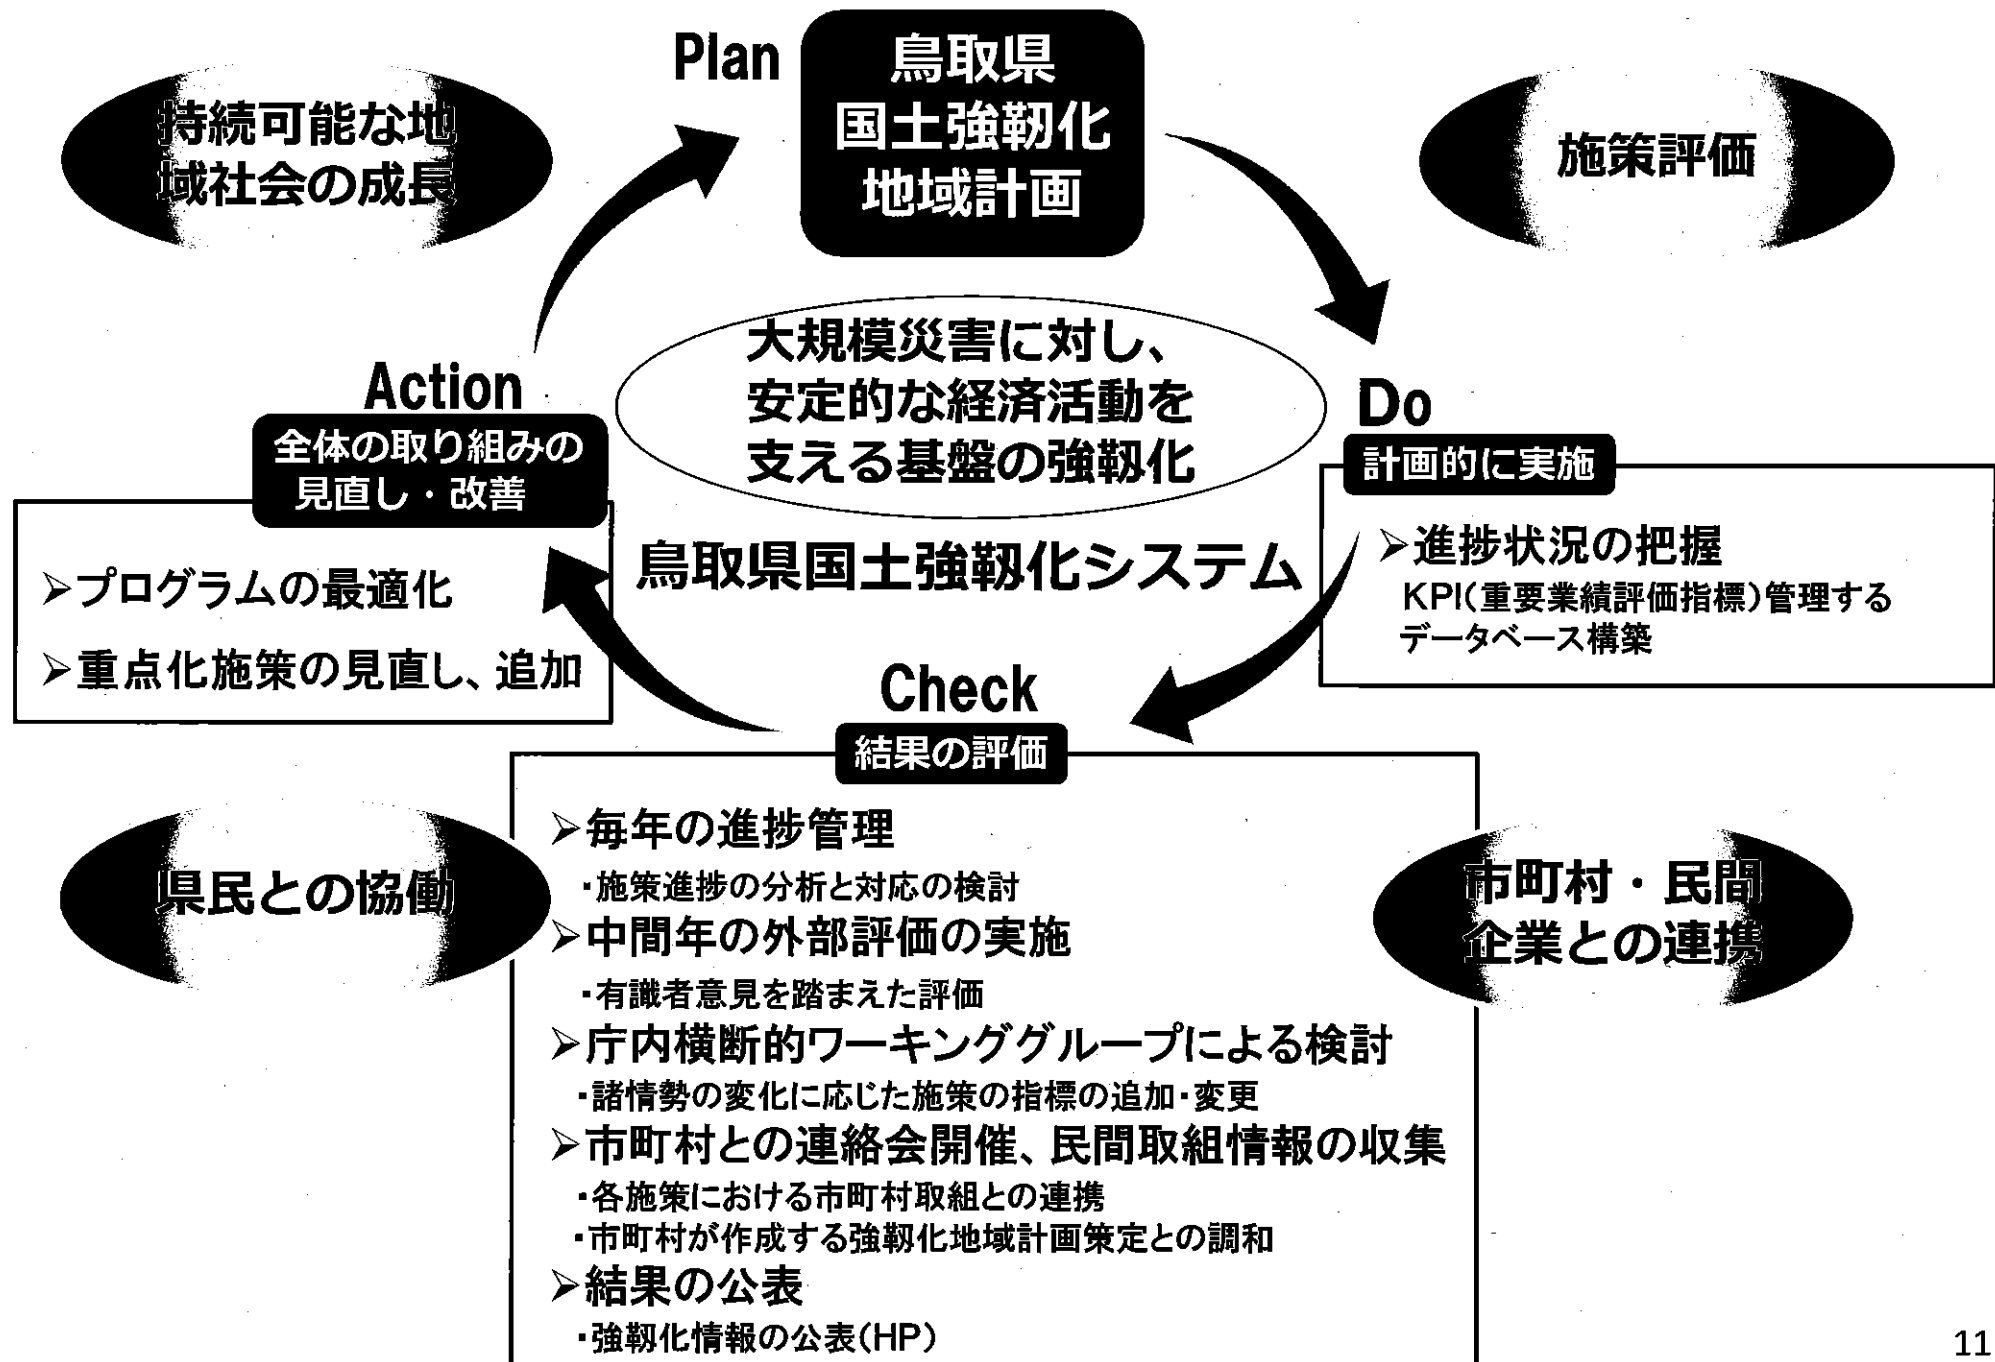 Plan
鳥取県
国土強靭化
地域計画
持続可能な地
域社会の成長
施策評価
大規模災害に対し、
安定的な経済活動を
支える基盤の強靭化
鳥取県国土強靭化システム
Do
計画的に実施
➢進捗状況の把握
KPI(重要業績評価指標)管理する
データベース構築
Action
全体の取り組みの
見直し・改善
➢プログラムの最適化
➢重点化施策の見直し、追加
Check
結果の評価
➢毎年の進捗管理
・施策進捗の分析と対応の検討
➢中間年の外部評価の実施
・有識者意見を踏まえた評価
➢庁内横断的ワーキンググループによる検討
・諸情勢の変化に応じた施策の指標の追加・変更
➢市町村との連絡会開催、民間取組情報の収集
・各施策における市町村取組との連携
・市町村が作成する強靭化地域計画策定との調和
➢結果の公表
・強靭化情報の公表(HP)
県民との協働
市町村・民間
企業との連携
11